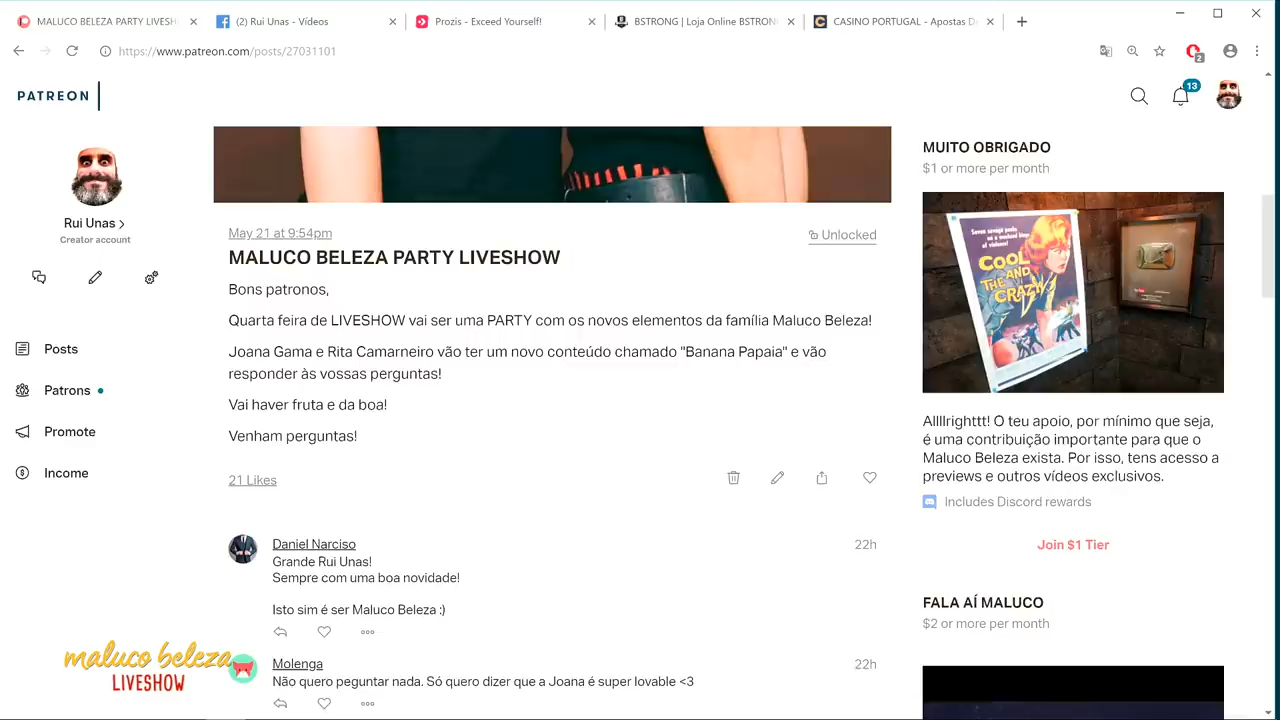 MALUCO BELEZA PARTY LIVESH
(2) Rui Unas - Vídeos
Prozis - Exceed Yourself!
BSTRONG | Loja Online BSTRON
CASINO PORTUGAL - Apostas D
https://www.patreon.com/posts/27031101
2
PATREON
13
Rui Unas
Creator account
Posts
Patrons
Promote
Income
May 21 at 9:54pm
Unlocked
MALUCO BELEZA PARTY LIVESHOW
Bons patronos,
Quarta feira de LIVESHOW vai ser uma PARTY com os novos elementos da família Maluco Beleza!
Joana Gama e Rita Camarneiro vão ter um novo conteúdo chamado "Banana Papaia" e vão
responder às vossas perguntas!
Vai haver fruta e da boa!
Venham perguntas!
21 Likes
Daniel Narciso
22h
Grande Rui Unas!
Sempre com uma boa novidade!
Isto sim é ser Maluco Beleza :)
Molenga
22h
Não quero peguntar nada. Só quero dizer que a Joana é super lovable <3
maluco beleza
LIVESHOW
MUITO OBRIGADO
$1 or more per month
COOL
AND
THE CRAZY
Allllrighttt! O teu apoio, por mínimo que seja,
é uma contribuição importante para que o
Maluco Beleza exista. Por isso, tens acesso a
previews e outros vídeos exclusivos.
Includes Discord rewards
Join $1 Tier
FALA AÍ MALUCO
$2 or more per month